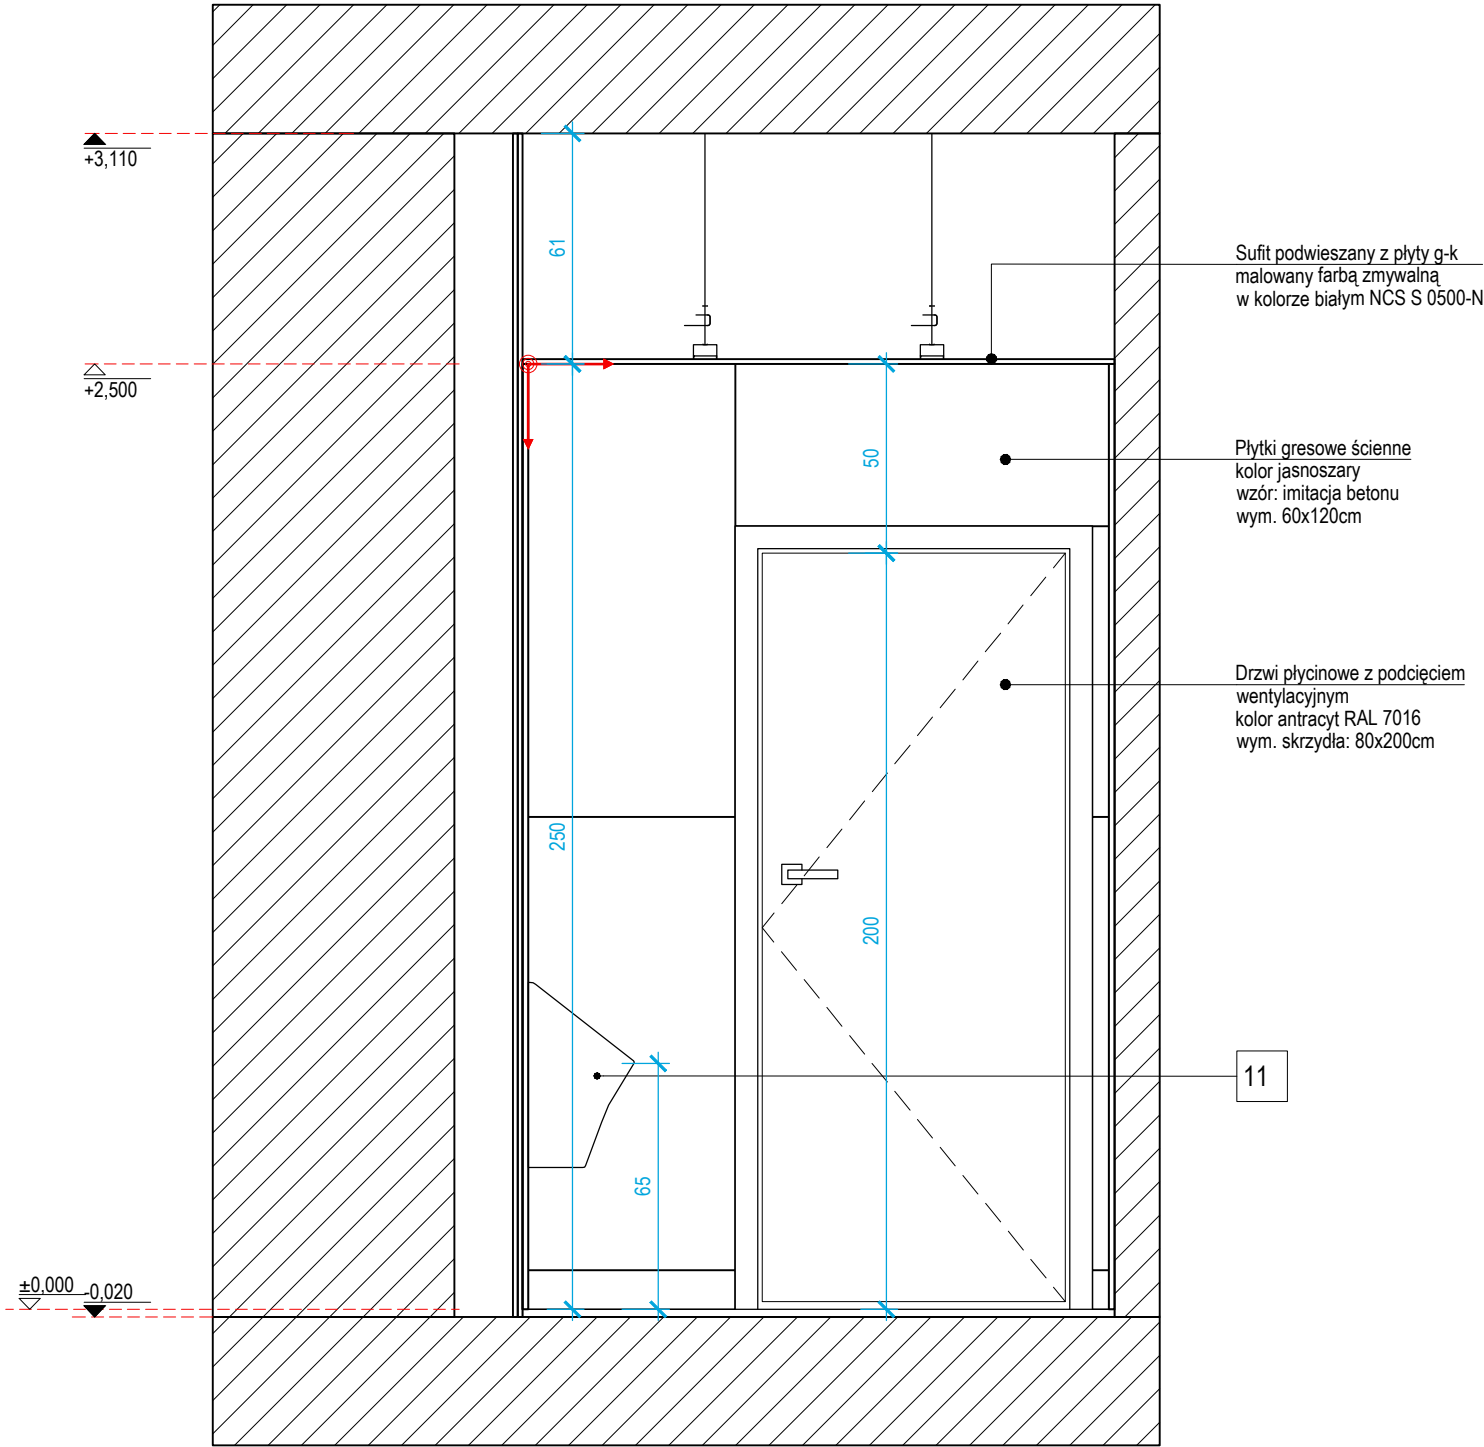 +3,110
61
Sufit podwieszany z płyty g-k
malowany farbą zmywalną
w kolorze białym NCS S 0500-N
+2,500
50
Płytki gresowe ścienne
kolor jasnoszary
wzór: imitacja betonu
wym. 60x120cm
Drzwi płycinowe z podcięciem
wentylacyjnym
kolor antracyt RAL 7016
wym. skrzydła: 80x200cm
250
200
11
65
±0,000
-0,020